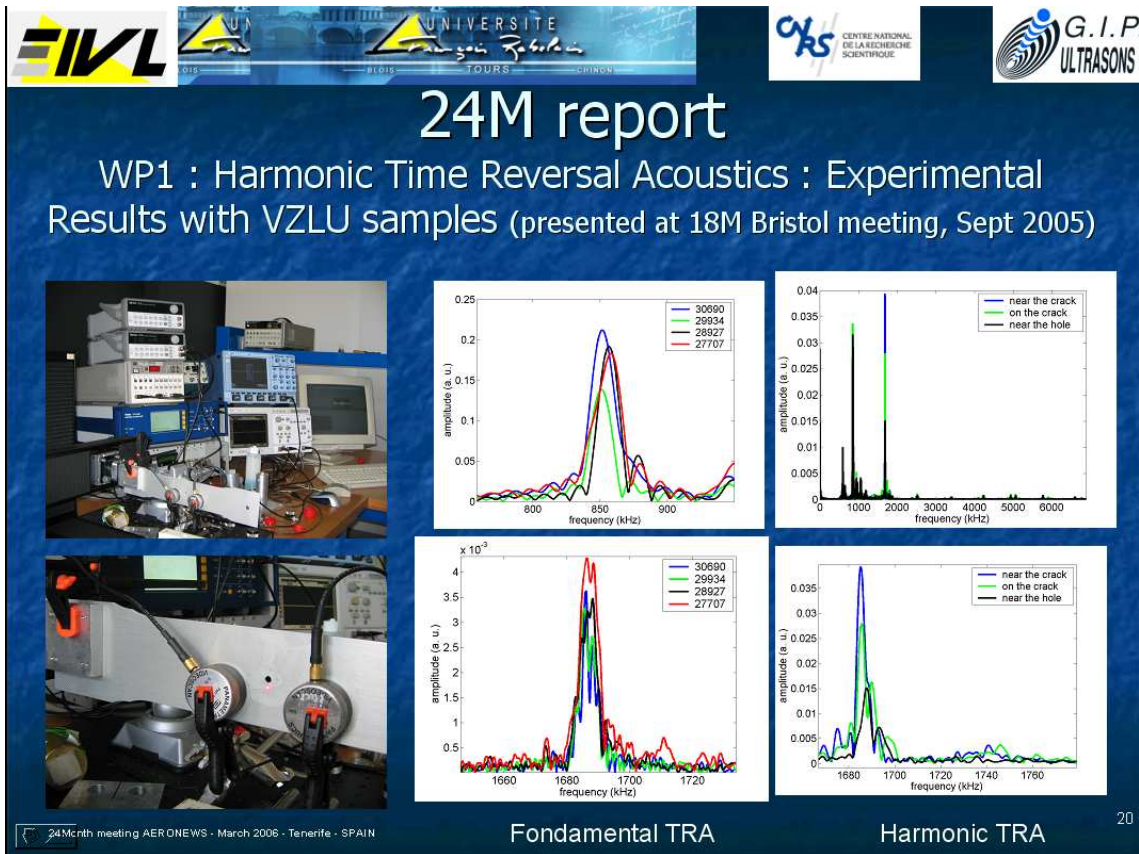 EIVL
UNIVERSITE
François Rabelais
BLOIS TOURS CHINON
CNRS CENTRE NATIONAL
DE LA RECHERCHE
SCIENTIFIQUE
G.I.P.
ULTRASONS
24M report
WP1 : Harmonic Time Reversal Acoustics : Experimental
Results with VZLU samples (presented at 18M Bristol meeting, Sept 2005)
0.25
0.2
0.15
0.1
0.05
0
amplitude (a. u.)
30690
29934
28927
27707
800 850 900
frequency (kHz)
0.04
0.035
0.03
0.025
0.02
0.015
0.01
0.005
0
amplitude (a. u.)
near the crack
on the crack
near the hole
0 1000 2000 3000 4000 5000 6000
frequency (kHz)
x 10-3
4
3.5
3
2.5
2
1.5
1
0.5
amplitude (a. u.)
30690
29934
28927
27707
1660 1680 1700 1720
frequency (kHz)
0.035
0.03
0.025
0.02
0.015
0.01
0.005
0
amplitude (a. u.)
near the crack
on the crack
near the hole
1680 1700 1720 1740 1760
frequency (kHz)
24Month meeting AERONEWS - March 2006 - Tenerife - SPAIN
Fondamental TRA
Harmonic TRA
20